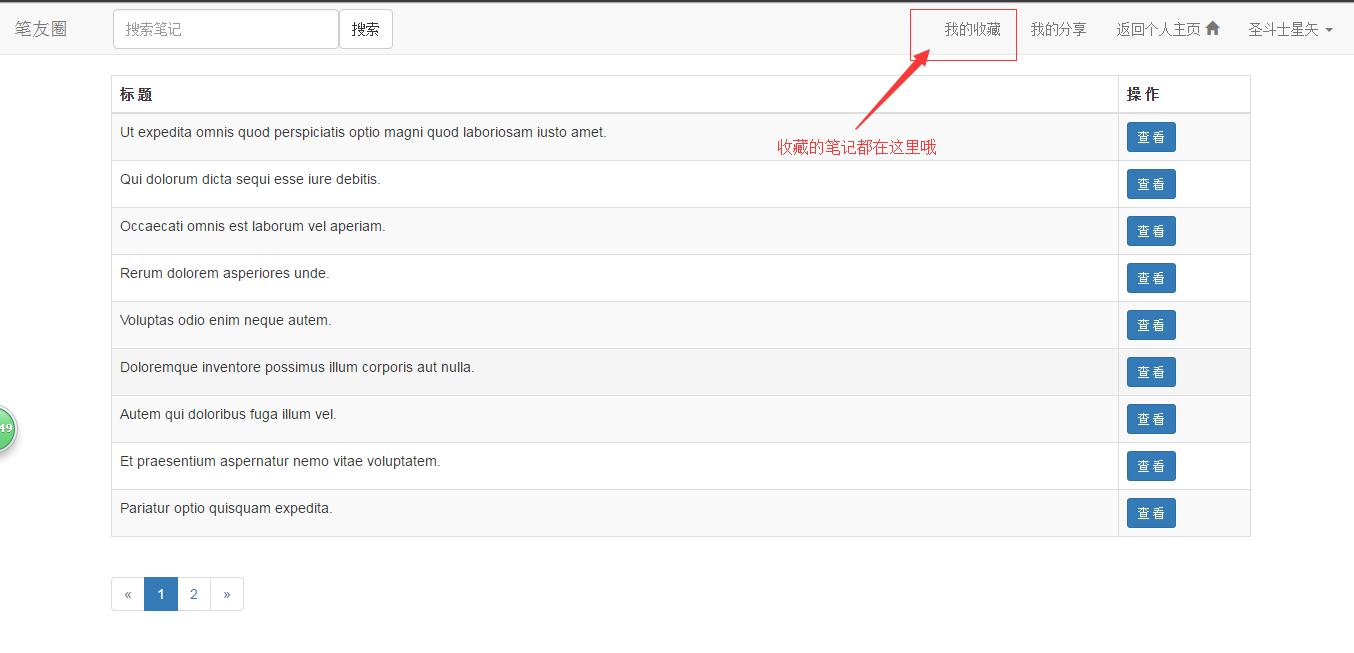 笔友圈 搜索笔记 搜索 我的收藏 我的分享 返回个人主页 圣斗士星矢
标题 操作
Ut expedita omnis quod perspiciatis optio magni quod laboriosam iusto amet. 查看
收藏的笔记都在这里哦
Qui dolorum dicta sequi esse iure debitis. 查看
Occaecati omnis est laborum vel aperiam. 查看
Rerum dolorem asperiores unde. 查看
Voluptas odio enim neque autem. 查看
Doloremque inventore possimus illum corporis aut nulla. 查看
Autem qui doloribus fuga illum vel. 查看
49
Et praesentium aspernatur nemo vitae voluptatem. 查看
Pariatur optio quisquam expedita. 查看
« 1 2 »